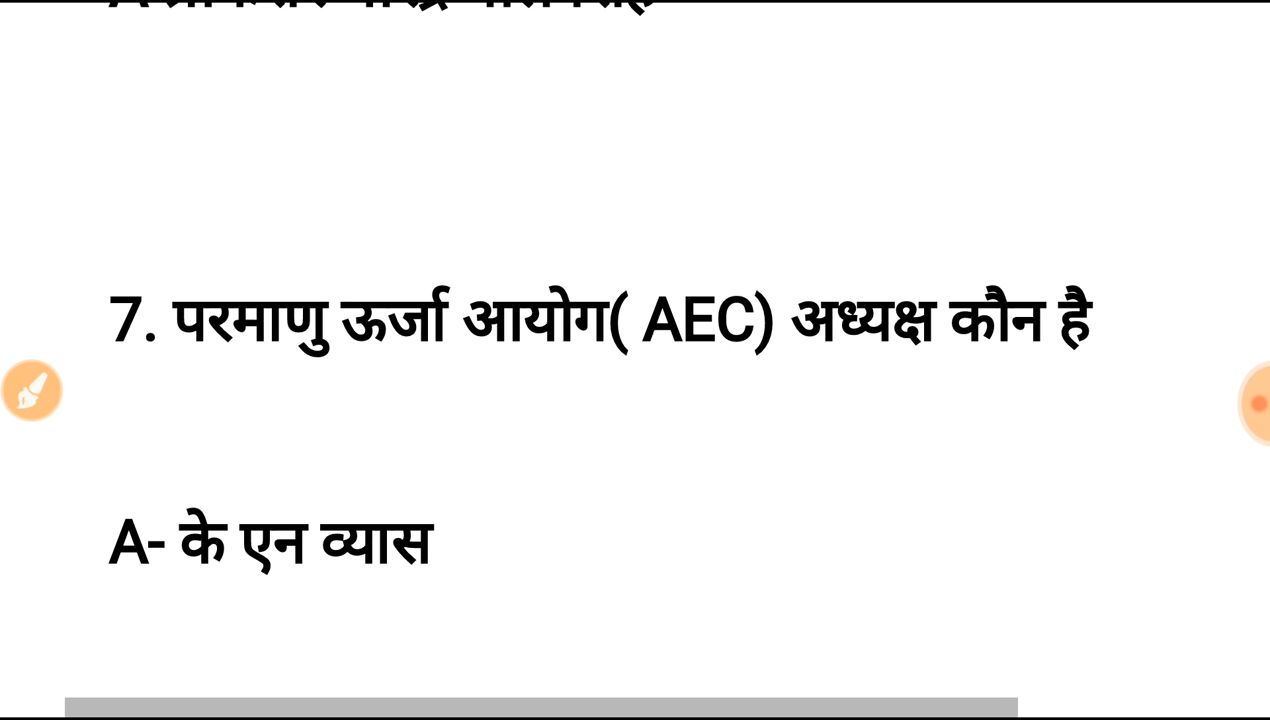 7. परमाणु ऊर्जा आयोग( AEC) अध्यक्ष कौन है
A- के एन व्यास